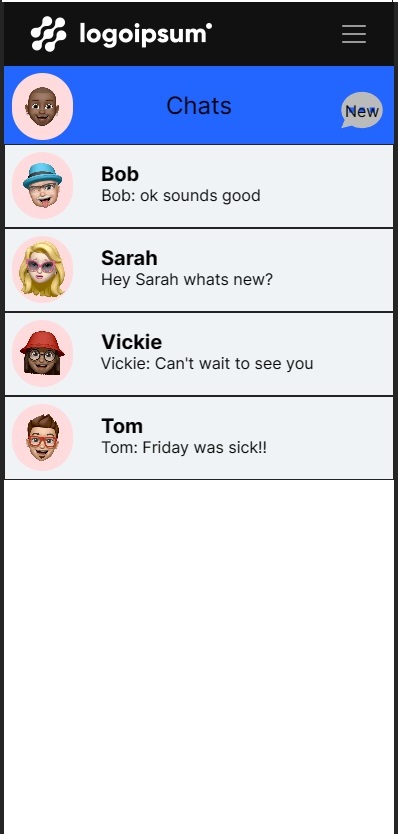 logoipsum
Chats
New
Bob
Bob: ok sounds good
Sarah
Hey Sarah whats new?
Vickie
Vickie: Can't wait to see you
Tom
Tom: Friday was sick!!